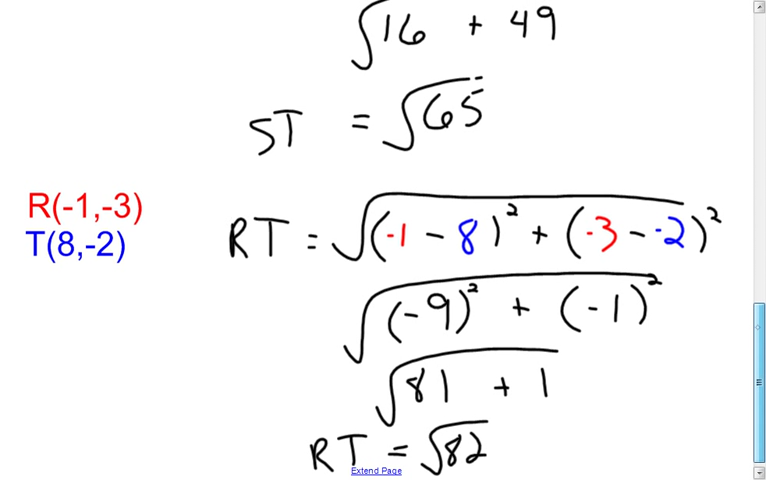 √16 + 49
ST = √65
R(-1,-3)
T(8,-2)
RT = √(-1 - 8)² + (-3 - -2)²
√(-9)² + (-1)²
√81 + 1
RT = √82
Extend Page